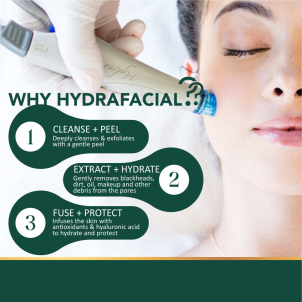 WHY HYDRAFACIAL??
1
CLEANSE + PEEL
Deeply cleanses & exfoliates
with a gentle peel
EXTRACT + HYDRATE
Gently removes blackheads,
dirt, oil, makeup and other
debris from the pores
2
3
FUSE + PROTECT
Infuses the skin with
antioxidants & hyaluronic acid
to hydrate and protect